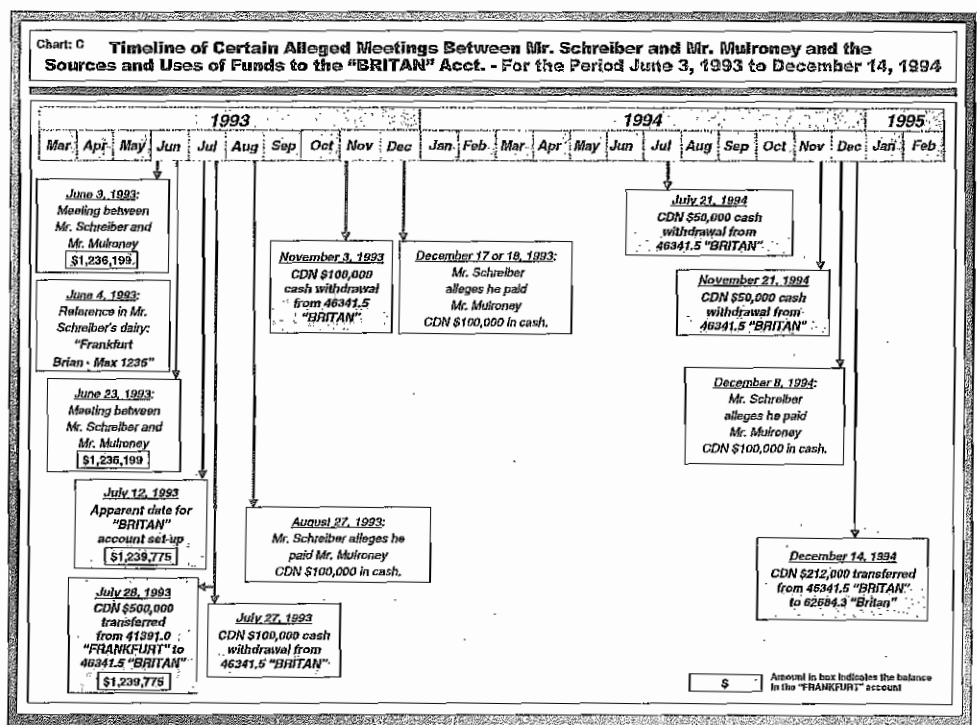 Chart: C
Timeline of Certain Alleged Meetings Between Mr. Schreiber and Mr. Mulroney and the
Sources and Uses of Funds to the "BRITAN" Acct. - For the Period June 3, 1993 to December 14, 1994
1993 1994 1995
Mar Apr May Jun Jul Aug Sep Oct Nov Dec Jan Feb Mar Apr May Jun Jul Aug Sep Oct Nov Dec Jan Feb
June 3, 1993:
Meeting between
Mr. Schreiber and
Mr. Mulroney
$1,236,199
June 4, 1993:
Reference in Mr.
Schreiber's dairy:
"Frankfurt
Brian - Max 1236"
June 23, 1993:
Meeting between
Mr. Schreiber and
Mr. Mulroney
$1,236,199
July 12, 1993
Apparent date for
"BRITAN"
account set-up
$1,239,775
July 28, 1993
CDN $500,000
transferred
from 41391.0
"FRANKFURT" to
46341.5 "BRITAN"
$1,239,775
July 27, 1993
CDN $100,000 cash
withdrawal from
46341.5 "BRITAN"
August 27, 1993:
Mr. Schreiber alleges he
paid Mr. Mulroney
CDN $100,000 in cash.
November 3, 1993
CDN $100,000
cash withdrawal
from 46341.5
"BRITAN"
December 17 or 18, 1993:
Mr. Schreiber
alleges he paid
Mr. Mulroney
CDN $100,000 in cash.
July 21, 1994
CDN $50,000 cash
withdrawal from
46341.5 "BRITAN"
November 21, 1994
CDN $50,000 cash
withdrawal from
46341.5 "BRITAN"
December 8, 1994:
Mr. Schreiber
alleges he paid
Mr. Mulroney
CDN $100,000 in cash.
December 14, 1994
CDN $212,000 transferred
from 46341.5 "BRITAN"
to 62684.3 "Britan"
$
Amount in box indicates the balance
in the "FRANKFURT" account